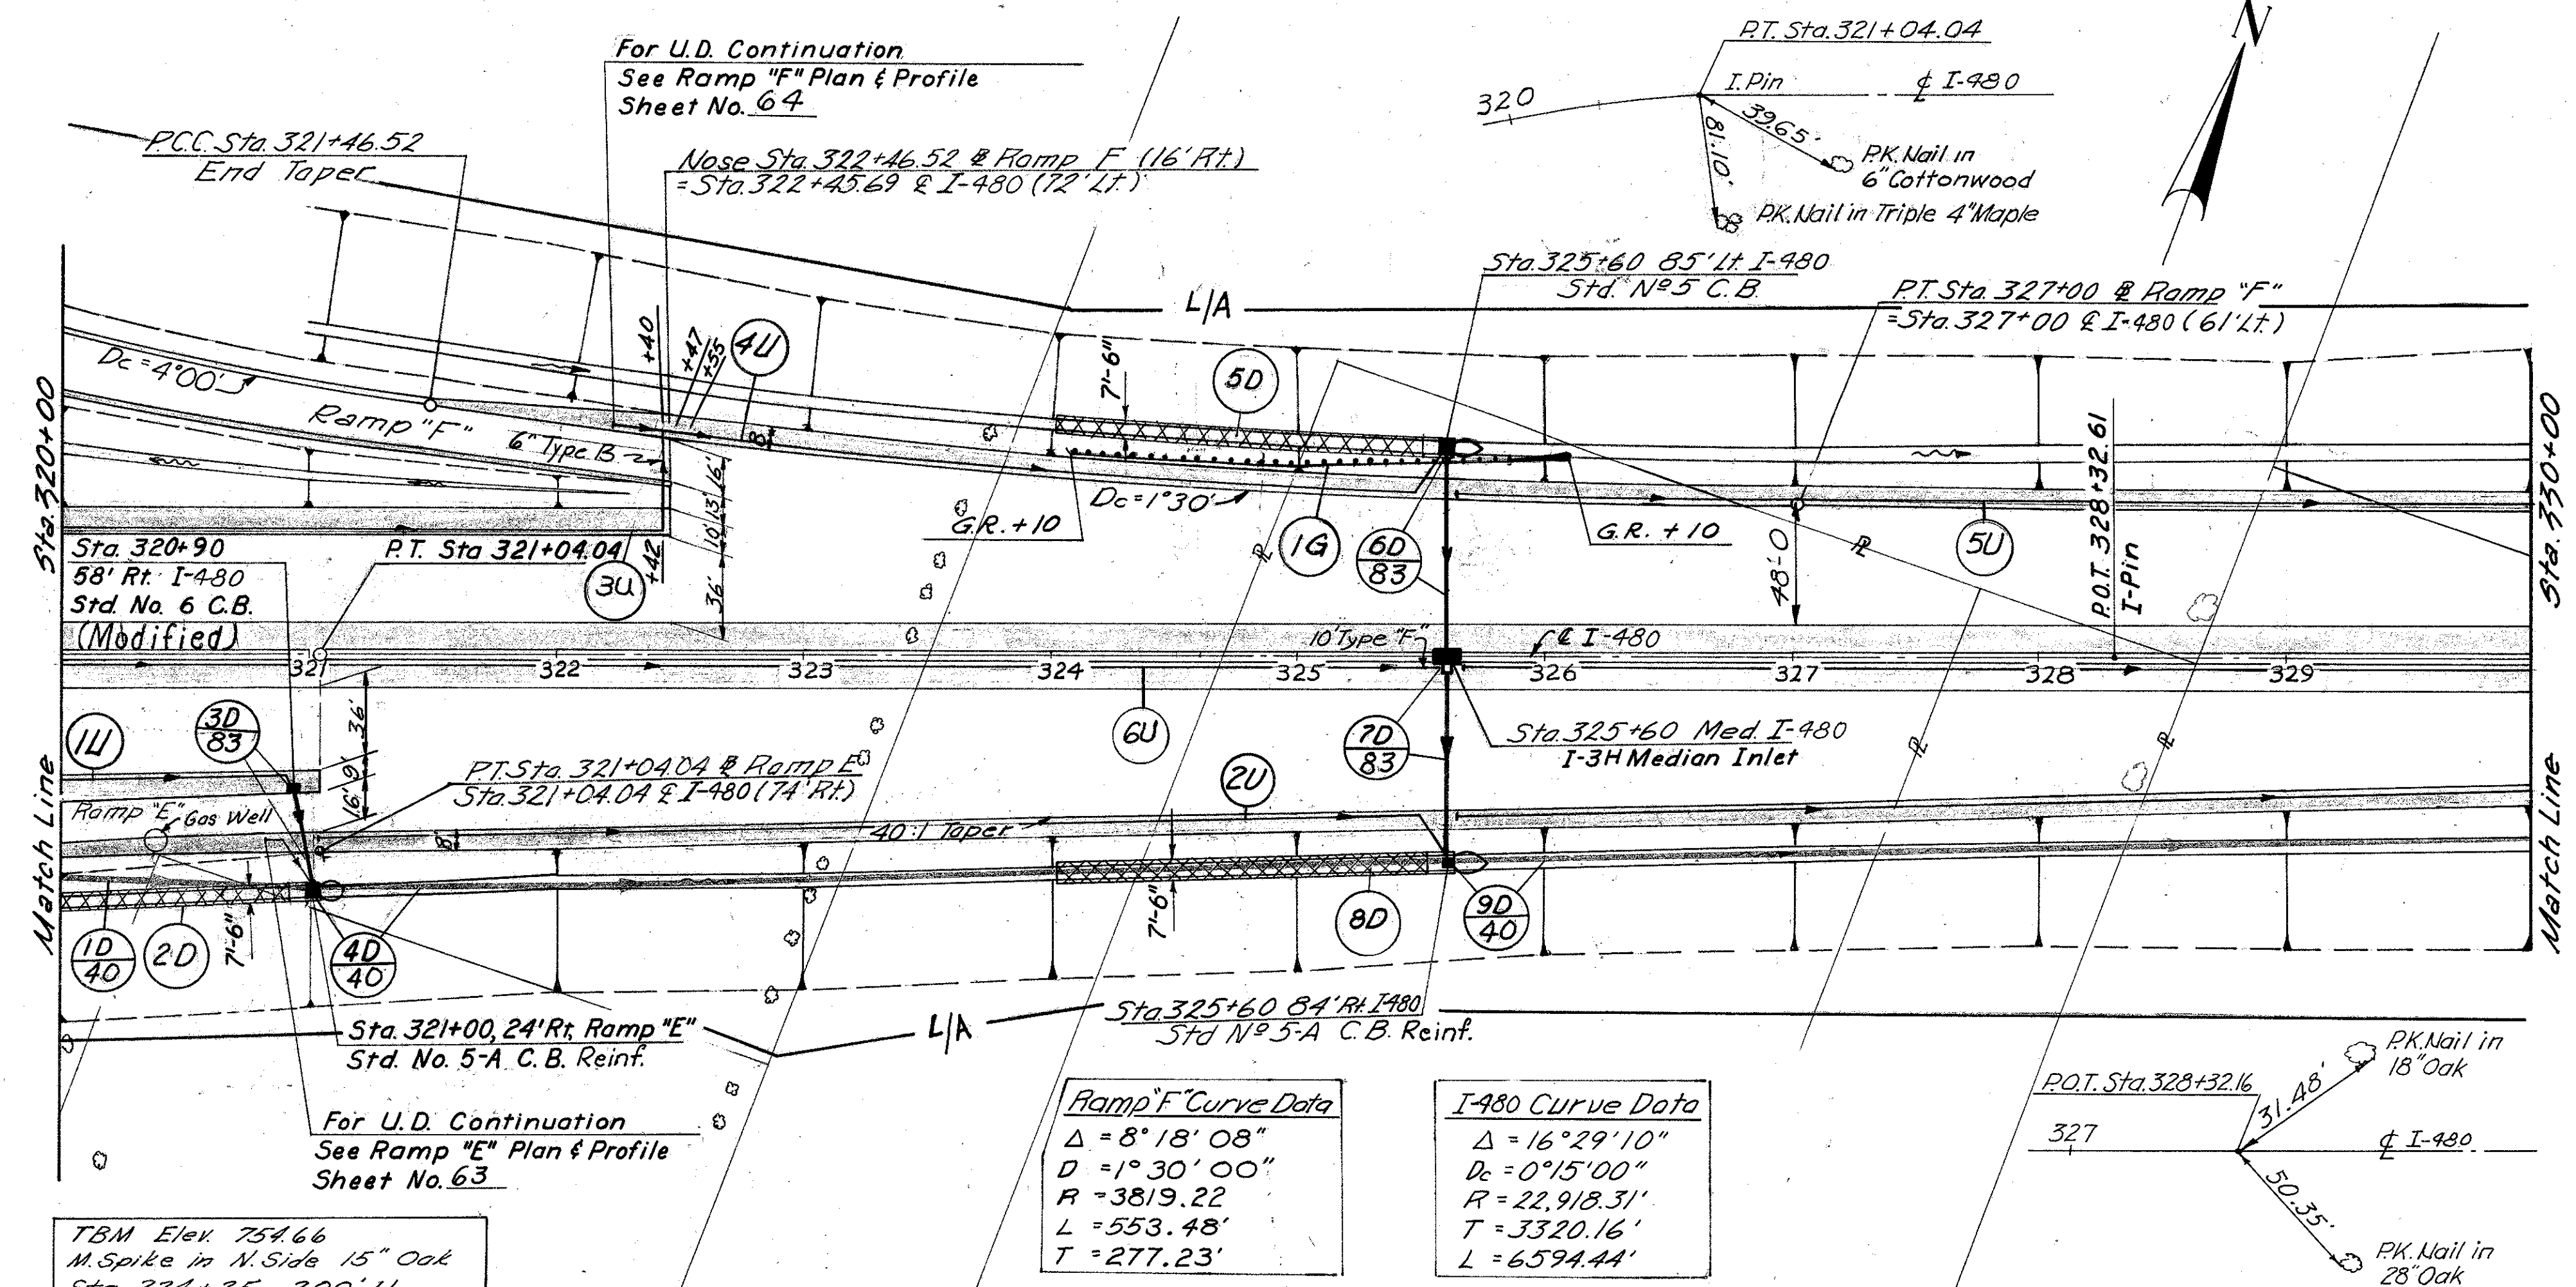 For U.D. Continuation
See Ramp "F" Plan & Profile
Sheet No. 64
P.C.C. Sta. 321+46.52
End Taper
Nose Sta. 322+46.52 ⅊ Ramp F (16' Rt.)
= Sta. 322+45.69 ℄ I-480 (72' Lt.)
P.T. Sta. 321+04.04
I. Pin
℄ I-480
320
39.65'
81.10'
P.K. Nail in
6" Cottonwood
P.K. Nail in Triple 4" Maple
N
Sta. 325+60 85' Lt. I-480
Std. Nº 5 C.B.
P.T. Sta. 327+00 ⅊ Ramp "F"
= Sta. 327+00 ℄ I-480 (61' Lt.)
L/A
Dc = 4°00'
Ramp "F"
6" Type B
+40
+47
+55
4U
8'
7'-6"
5D
Dc = 1°30'
G.R. +10
1G
6D
83
G.R. + 10
5U
48'-0
P.O.T. 328+32.61
I-Pin
Sta. 320+00
Sta. 330+00
Sta. 320+90
58' Rt. I-480
Std. No. 6 C.B.
(Modified)
P.T. Sta 321+04.04
3U
+42
16'
13'
10'
36'
10' Type "F"
℄ I-480
321
322
323
324
325
326
327
328
329
1U
3D
83
36'
9'
16'
6U
7D
83
Sta. 325+60 Med. I-480
I-3H Median Inlet
P.T. Sta. 321+04.04 ⅊ Ramp E
Sta. 321+04.04 ℄ I-480 (74' Rt.)
2U
Ramp "E"
Gas Well
8'
40:1 Taper
Match Line
Match Line
1D
40
2D
7'-6"
4D
40
7'-6"
8D
9D
40
Sta. 321+00, 24' Rt, Ramp "E"
Std. No. 5-A C.B. Reinf.
L/A
Sta. 325+60 84' Rt. I-480
Std Nº 5-A C.B. Reinf.
For U.D. Continuation
See Ramp "E" Plan & Profile
Sheet No. 63
Ramp "F" Curve Data
Δ = 8° 18' 08"
D = 1° 30' 00"
R = 3819.22
L = 553.48'
T = 277.23'
I-480 Curve Data
Δ = 16°29'10"
Dc = 0°15'00"
R = 22,918.31'
T = 3320.16'
L = 6594.44'
P.O.T. Sta. 328+32.16
327
℄ I-480
31.48'
50.35'
P.K. Nail in
18" Oak
P.K. Nail in
28" Oak
TBM Elev. 754.66
M. Spike in N. Side 15" Oak